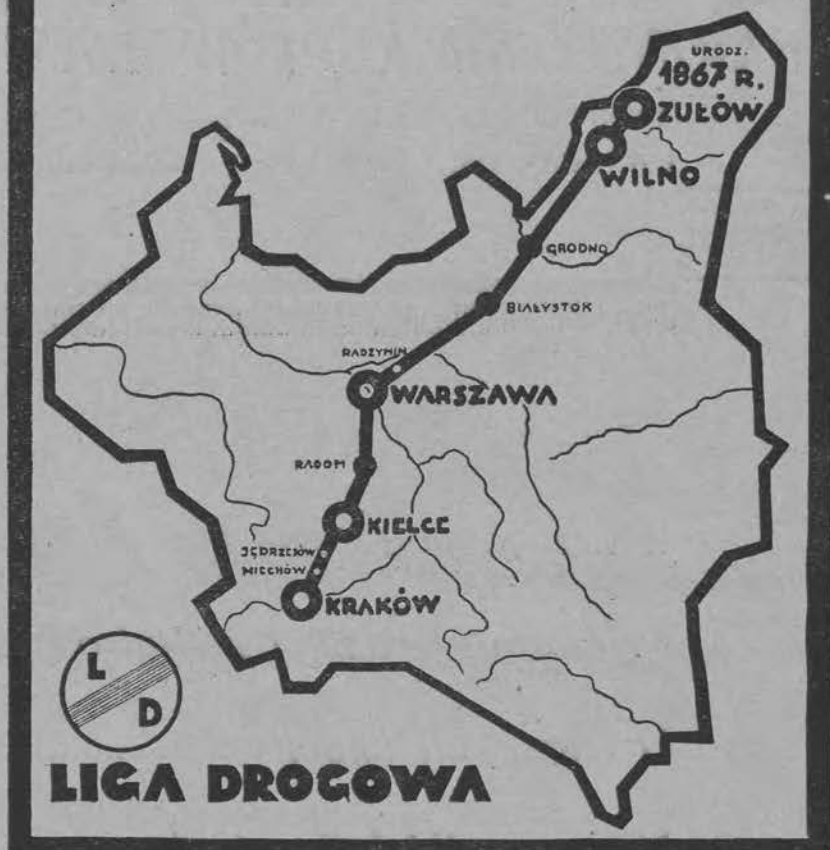 URODZ.
1867 R.
ZUŁÓW
WILNO
GRODNO
BIAŁYSTOK
RADZYMIN
WARSZAWA
RADOM
KIELCE
JĘDRZEJÓW
MIECHÓW
KRAKÓW
L
D
LIGA DROGOWA